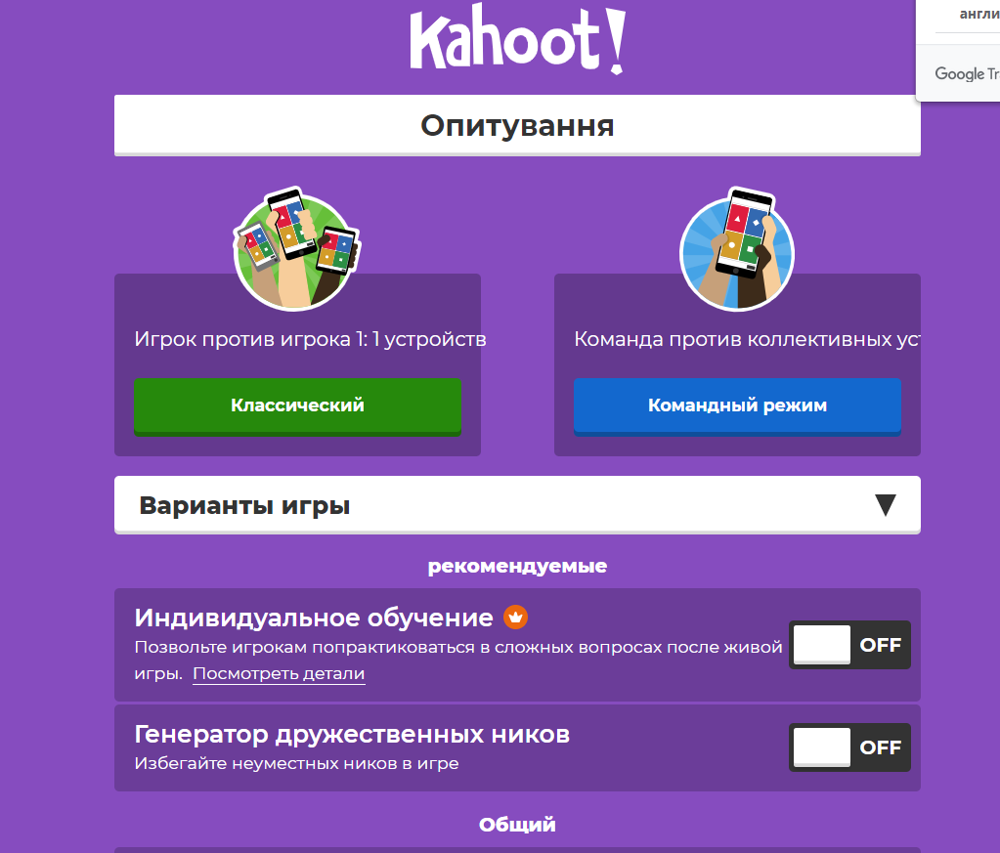 Kahoot!
англи
Google Tr
Опитування
Игрок против игрока 1: 1 устройств
Команда против коллективных уст
Классический
Командный режим
Варианты игры
рекомендуемые
Индивидуальное обучение
Позвольте игрокам попрактиковаться в сложных вопросах после живой
игры. Посмотреть детали
OFF
Генератор дружественных ников
Избегайте неуместных ников в игре
OFF
Общий